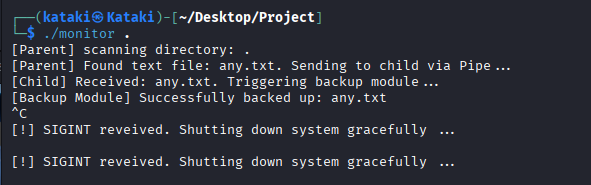 ┌──(kataki㉿Kataki)-[~/Desktop/Project]
└─$ ./monitor .
[Parent] scanning directory: .
[Parent] Found text file: any.txt. Sending to child via Pipe...
[Child] Received: any.txt. Triggering backup module...
[Backup Module] Successfully backed up: any.txt
^C
[!] SIGINT reveived. Shutting down system gracefully ...
[!] SIGINT reveived. Shutting down system gracefully ...